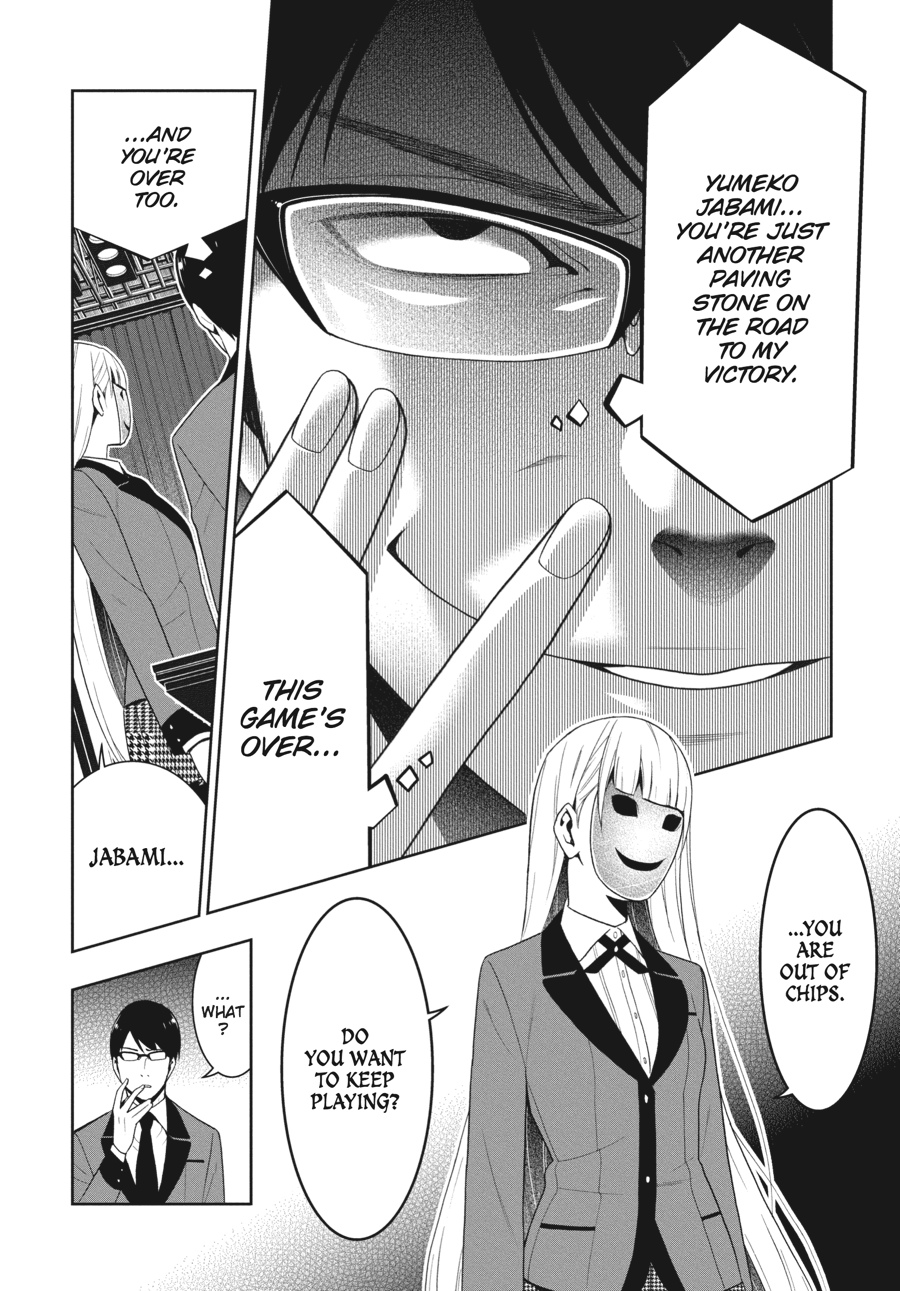 YUMEKO
JABAMI...
YOU'RE JUST
ANOTHER
PAVING
STONE ON
THE ROAD
TO MY
VICTORY.
THIS
GAME'S
OVER...
...AND
YOU'RE
OVER
TOO.
JABAMI...
...YOU
ARE
OUT OF
CHIPS.
DO
YOU WANT
TO KEEP
PLAYING?
...
WHAT
?